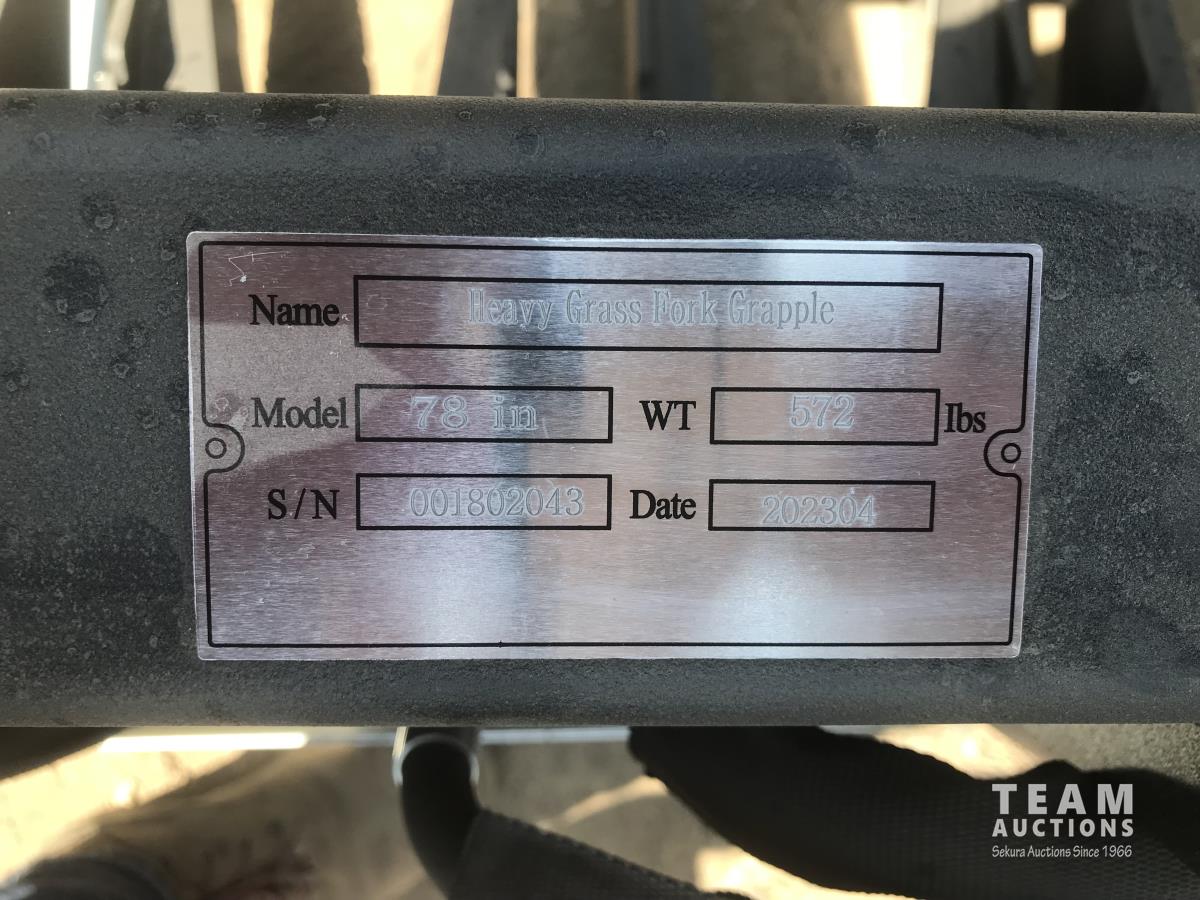 Name Heavy Grass Fork Grapple
Model 78 in WT 572 Ibs
S/N 001802043 Date 202304
TEAM
AUCTIONS
Sekura Auctions Since 1966